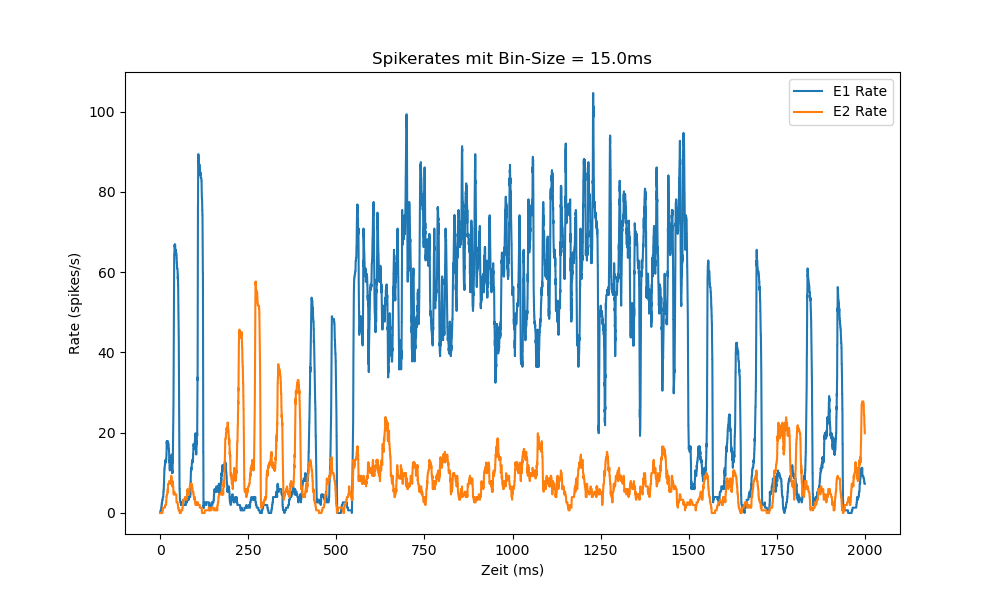 Spikerates mit Bin-Size = 15.0ms
E1 Rate
E2 Rate
Rate (spikes/s)
100
80
60
40
20
0
0 250 500 750 1000 1250 1500 1750 2000
Zeit (ms)